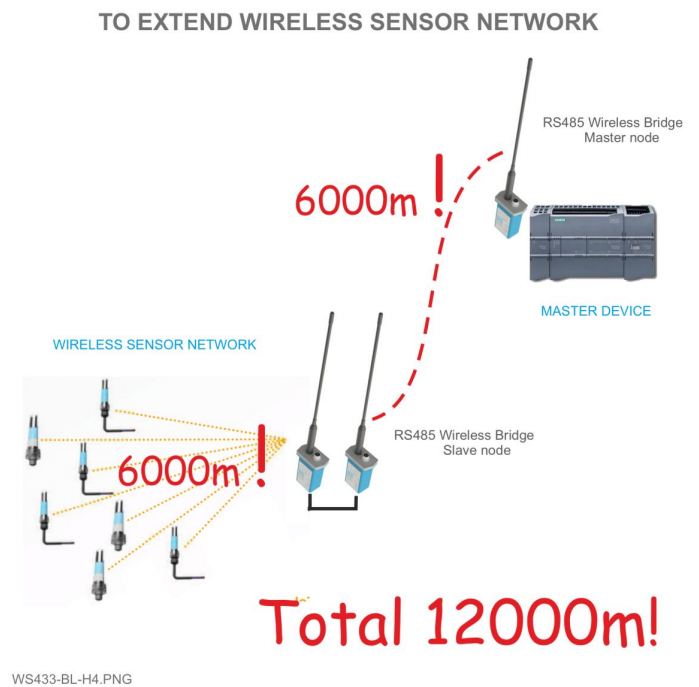 TO EXTEND WIRELESS SENSOR NETWORK
RS485 Wireless Bridge
Master node
6000m!
MASTER DEVICE
WIRELESS SENSOR NETWORK
RS485 Wireless Bridge
Slave node
6000m!
Total 12000m!
WS433-BL-H4.PNG